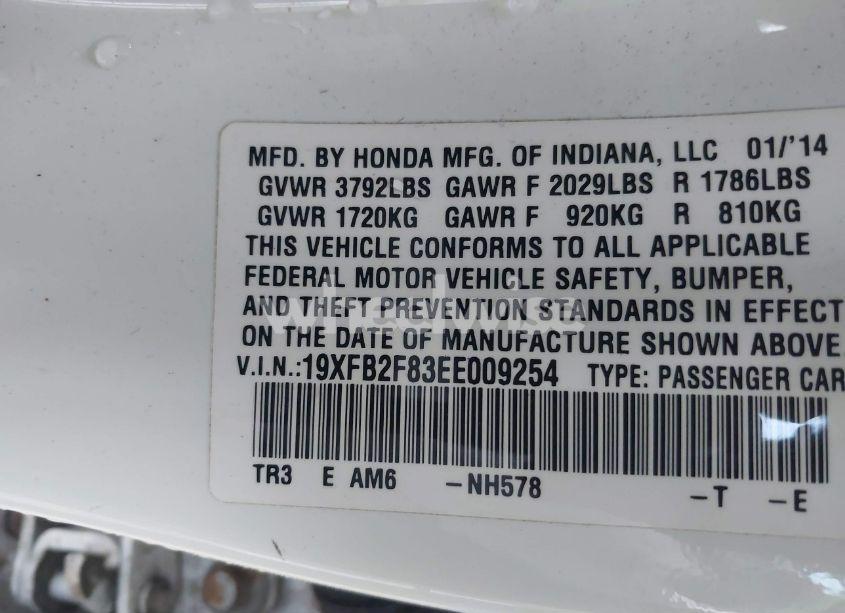 MFD. BY HONDA MFG. OF INDIANA, LLC 01/'14
GVWR 3792LBS GAWR F 2029LBS R 1786LBS
GVWR 1720KG GAWR F 920KG R 810KG
THIS VEHICLE CONFORMS TO ALL APPLICABLE
FEDERAL MOTOR VEHICLE SAFETY, BUMPER,
AND THEFT PREVENTION STANDARDS IN EFFECT
ON THE DATE OF MANUFACTURE SHOWN ABOVE.
V.I.N.:19XFB2F83EE009254 TYPE: PASSENGER CAR
TR3 E AM6 -NH578 -T -E